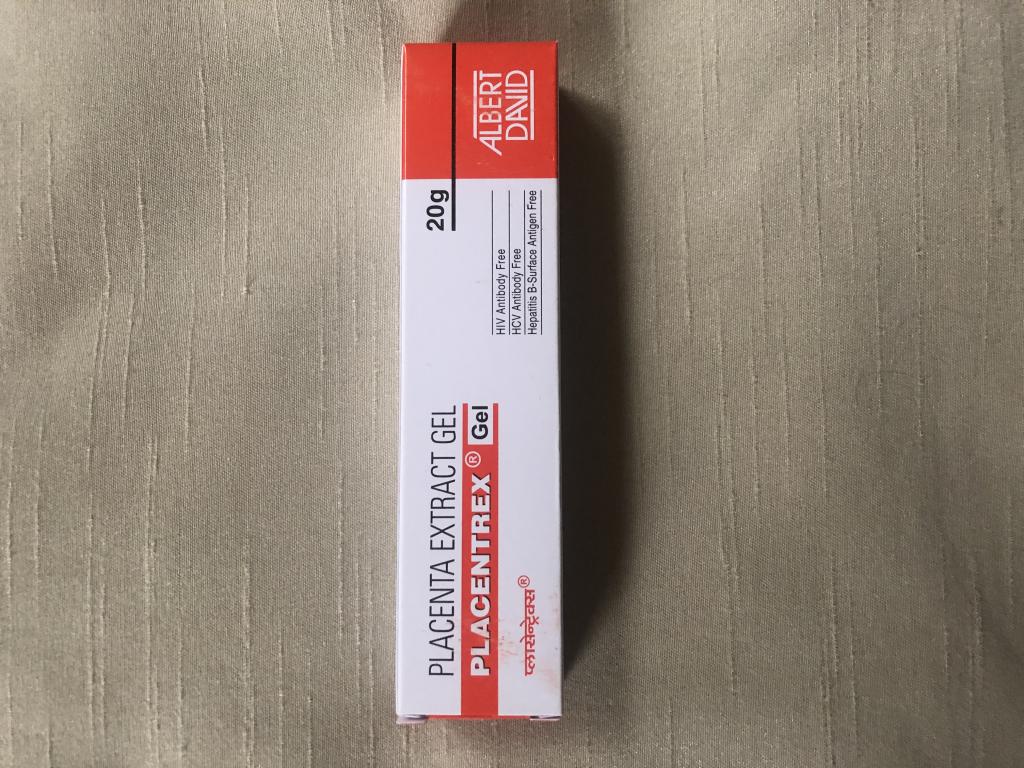 PLACENTA EXTRACT GEL
PLACENTREX® Gel
प्लासेन्ट्रेक्स®
20g
HIV Antibody Free
HCV Antibody Free
Hepatitis B-Surface Antigen Free
ALBERT
DAVID